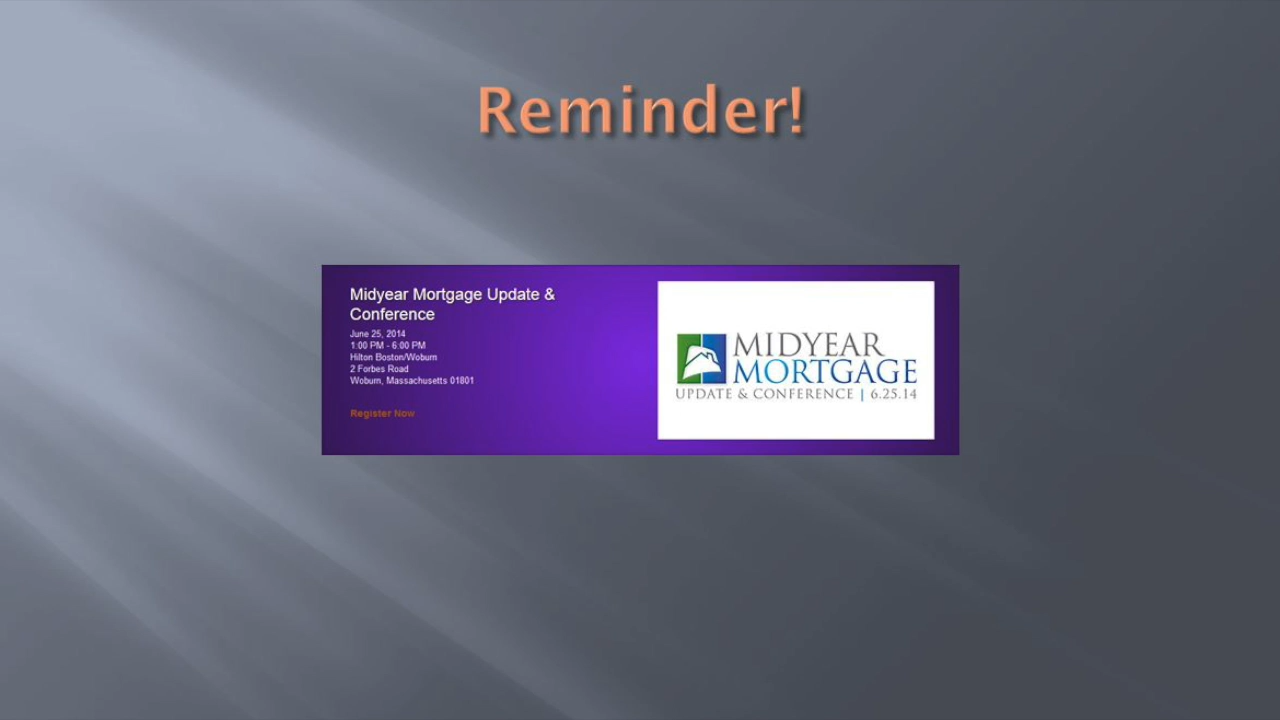 Reminder!
Midyear Mortgage Update &
Conference
June 25, 2014
1:00 PM - 6:00 PM
Hilton Boston/Woburn
2 Forbes Road
Woburn, Massachusetts 01801
Register Now
MIDYEAR
MORTGAGE
UPDATE & CONFERENCE | 6.25.14